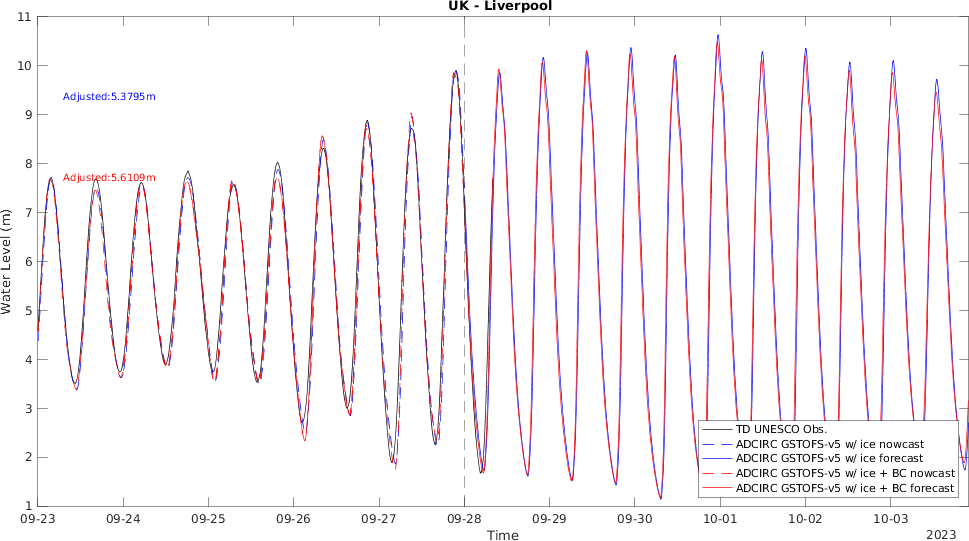 UK - Liverpool
11
10
9
8
7
6
5
4
3
2
1
Water Level (m)
Adjusted:5.3795m
Adjusted:5.6109m
TD UNESCO Obs.
ADCIRC GSTOFS-v5 w/ ice nowcast
ADCIRC GSTOFS-v5 w/ ice forecast
ADCIRC GSTOFS-v5 w/ ice + BC nowcast
ADCIRC GSTOFS-v5 w/ ice + BC forecast
09-23 09-24 09-25 09-26 09-27 09-28 09-29 09-30 10-01 10-02 10-03
Time
2023